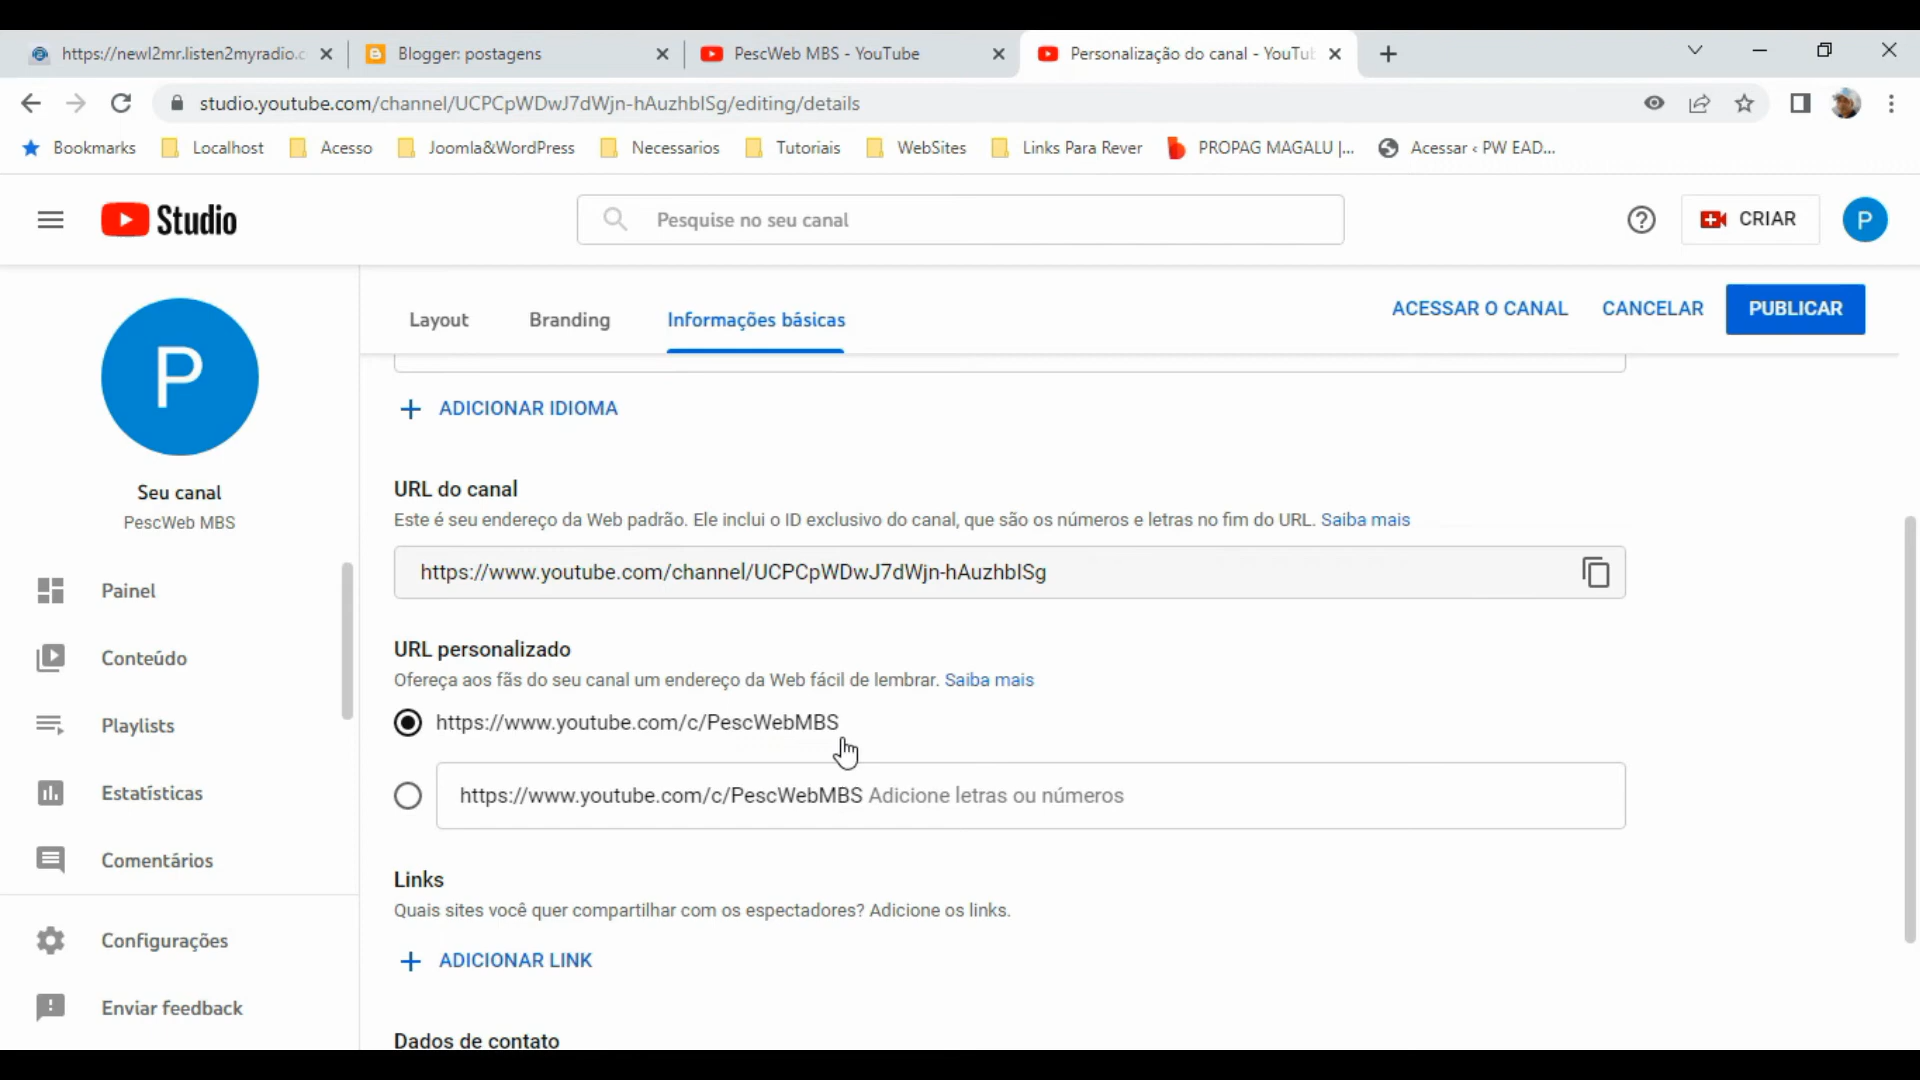 https://newl2mr.listen2myradio.c
Blogger: postagens
PescWeb MBS - YouTube
Personalização do canal - YouTu
studio.youtube.com/channel/UCPCpWDwJ7dWjn-hAuzhbISg/editing/details
Bookmarks
Localhost
Acesso
Joomla&WordPress
Necessarios
Tutoriais
WebSites
Links Para Rever
PROPAG MAGALU |...
Acessar ‹ PW EAD...
Studio
Pesquise no seu canal
CRIAR
P
P
Seu canal
PescWeb MBS
Painel
Conteúdo
Playlists
Estatísticas
Comentários
Configurações
Enviar feedback
Layout
Branding
Informações básicas
ACESSAR O CANAL
CANCELAR
PUBLICAR
ADICIONAR IDIOMA
URL do canal
Este é seu endereço da Web padrão. Ele inclui o ID exclusivo do canal, que são os números e letras no fim do URL. Saiba mais
https://www.youtube.com/channel/UCPCpWDwJ7dWjn-hAuzhbISg
URL personalizado
Ofereça aos fãs do seu canal um endereço da Web fácil de lembrar. Saiba mais
https://www.youtube.com/c/PescWebMBS
https://www.youtube.com/c/PescWebMBS Adicione letras ou números
Links
Quais sites você quer compartilhar com os espectadores? Adicione os links.
ADICIONAR LINK
Dados de contato